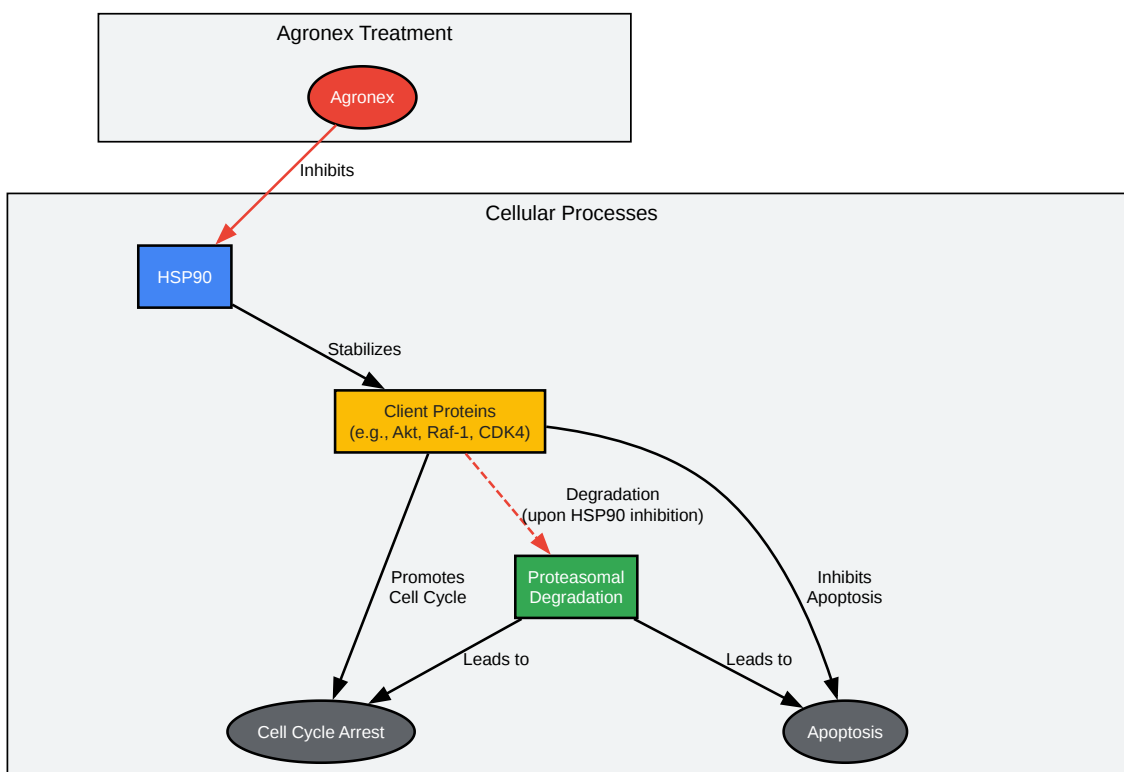 Agronex Treatment
Agronex
Inhibits
Cellular Processes
HSP90
Stabilizes
Client Proteins
(e.g., Akt, Raf-1, CDK4)
Degradation
(upon HSP90 inhibition)
Promotes
Cell Cycle
Proteasomal
Degradation
Inhibits
Apoptosis
Leads to
Leads to
Cell Cycle Arrest
Apoptosis